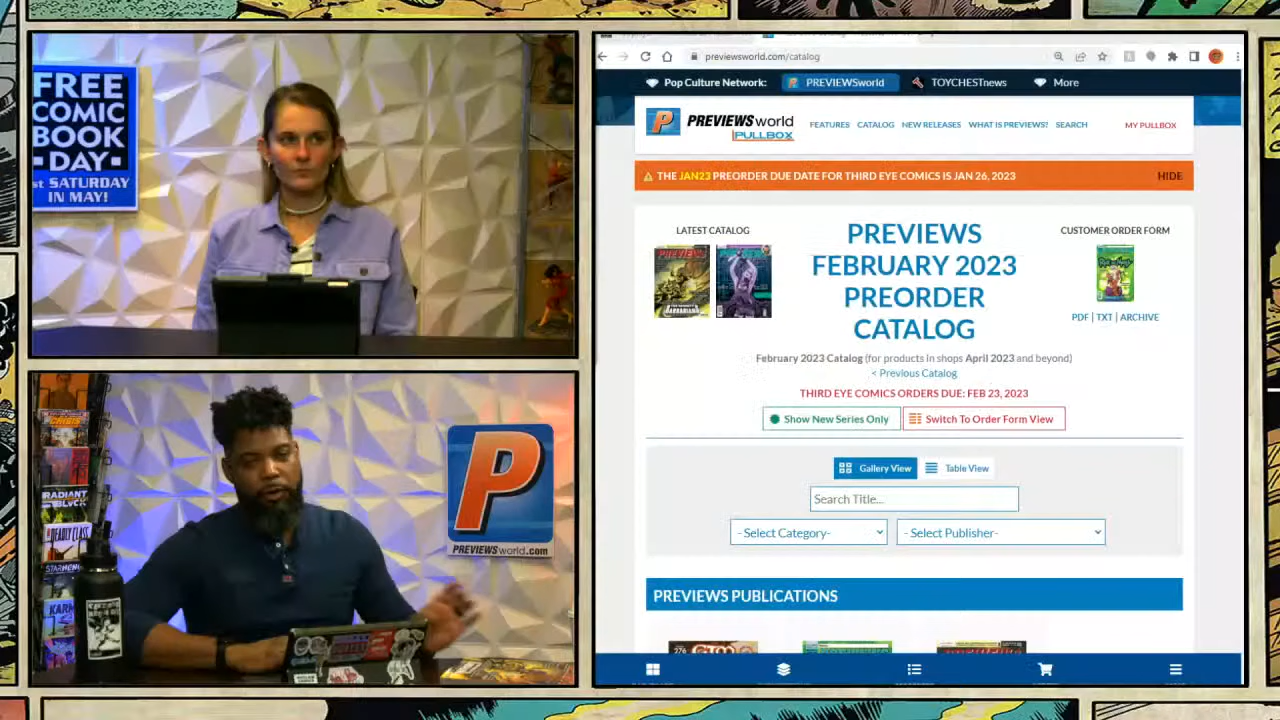 FREE
COMIC
BOOK
DAY
SATURDAY
IN MAY!
P
PREVIEWSworld.com
RADIANT
BLACK
DEADLY CLASS
previewsworld.com/catalog
Pop Culture Network:
PREVIEWSworld
TOYCHESTnews
More
PREVIEWSworld
PULLBOX
FEATURES
CATALOG
NEW RELEASES
WHAT IS PREVIEWS?
SEARCH
MY PULLBOX
THE JAN23 PREORDER DUE DATE FOR THIRD EYE COMICS IS JAN 26, 2023
HIDE
LATEST CATALOG
PREVIEWS
FEBRUARY 2023
PREORDER
CATALOG
CUSTOMER ORDER FORM
PDF | TXT | ARCHIVE
February 2023 Catalog (for products in shops April 2023 and beyond)
< Previous Catalog
THIRD EYE COMICS ORDERS DUE: FEB 23, 2023
Show New Series Only
Switch To Order Form View
Gallery View
Table View
Search Title...
- Select Category-
- Select Publisher-
PREVIEWS PUBLICATIONS